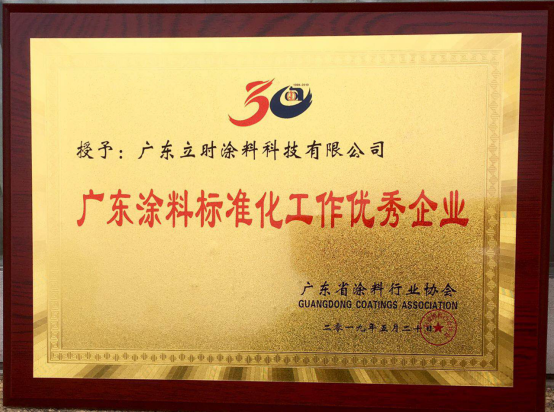 30
授予：广东立时涂料科技有限公司
广东涂料标准化工作优秀企业
广东省涂料行业协会
GUANGDONG COATINGS ASSOCIATION
二零一九年五月二十日